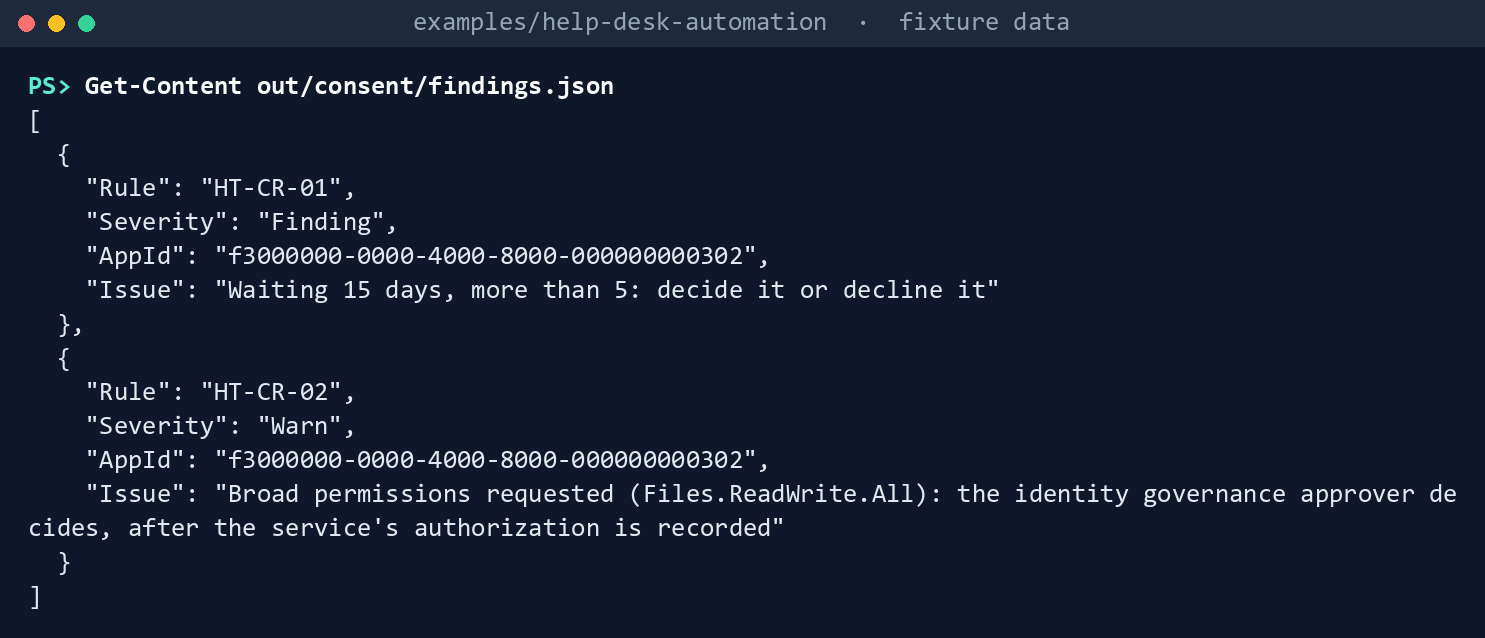 examples/help-desk-automation · fixture data
PS> Get-Content out/consent/findings.json
[
  {
    "Rule": "HT-CR-01",
    "Severity": "Finding",
    "AppId": "f3000000-0000-4000-8000-000000000302",
    "Issue": "Waiting 15 days, more than 5: decide it or decline it"
  },
  {
    "Rule": "HT-CR-02",
    "Severity": "Warn",
    "AppId": "f3000000-0000-4000-8000-000000000302",
    "Issue": "Broad permissions requested (Files.ReadWrite.All): the identity governance approver de
cides, after the service's authorization is recorded"
  }
]